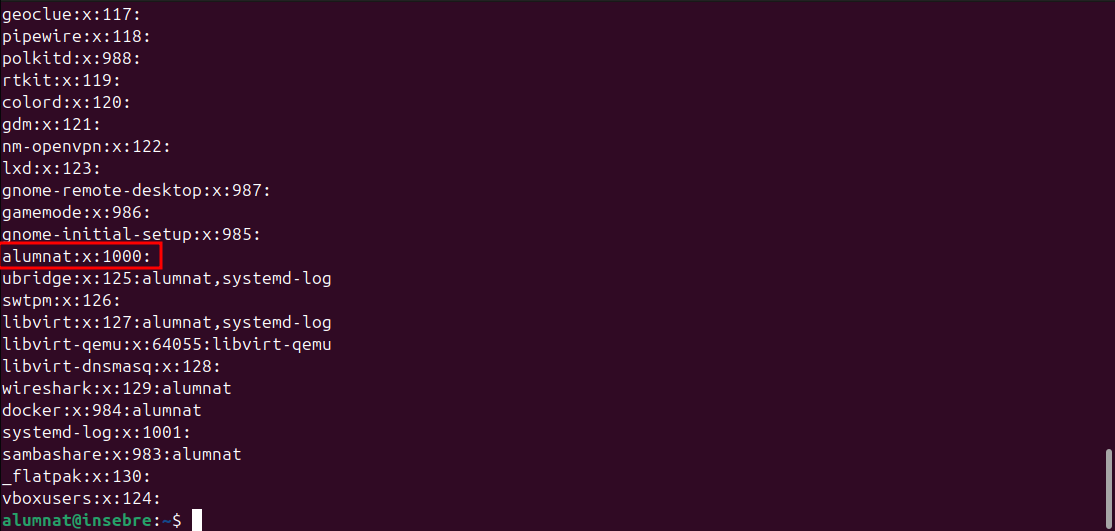 geoclue:x:117:
pipewire:x:118:
polkitd:x:988:
rtkit:x:119:
colord:x:120:
gdm:x:121:
nm-openvpn:x:122:
lxd:x:123:
gnome-remote-desktop:x:987:
gamemode:x:986:
gnome-initial-setup:x:985:
alumnat:x:1000:
ubridge:x:125:alumnat,systemd-log
swtpm:x:126:
libvirt:x:127:alumnat,systemd-log
libvirt-qemu:x:64055:libvirt-qemu
libvirt-dnsmasq:x:128:
wireshark:x:129:alumnat
docker:x:984:alumnat
systemd-log:x:1001:
sambashare:x:983:alumnat
_flatpak:x:130:
vboxusers:x:124:
alumnat@insebre:~$